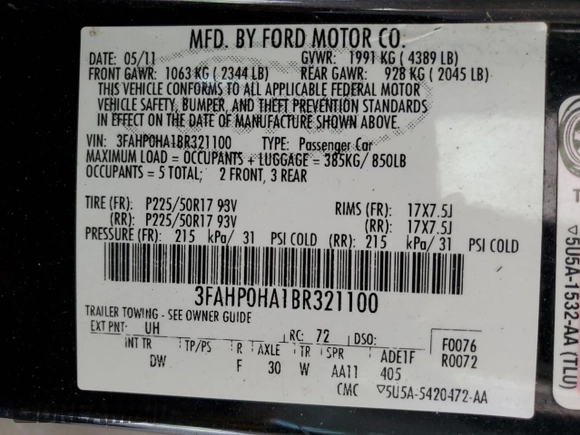 MFD. BY FORD MOTOR CO.
DATE: 05/11 GVWR: 1991 KG ( 4389 LB)
FRONT GAWR: 1063 KG ( 2344 LB) REAR GAWR: 928 KG ( 2045 LB)
THIS VEHICLE CONFORMS TO ALL APPLICABLE FEDERAL MOTOR
VEHICLE SAFETY, BUMPER, AND THEFT PREVENTION STANDARDS
IN EFFECT ON THE DATE OF MANUFACTURE SHOWN ABOVE.
VIN: 3FAHP0HA1BR321100 TYPE: Passenger Car
MAXIMUM LOAD = OCCUPANTS + LUGGAGE = 385KG/ 850LB
OCCUPANTS = 5 TOTAL; 2 FRONT, 3 REAR
TIRE (FR): P225/50R17 93V RIMS (FR): 17X7.5J
(RR): P225/50R17 93V (RR): 17X7.5J
PRESSURE (FR): 215 kPa/ 31 PSI COLD (RR): 215 kPa/ 31 PSI COLD
3FAHP0HA1BR321100
TRAILER TOWING - SEE OWNER GUIDE
EXT PNT: UH RC: 72 DSO: F0076
INT TR TP/PS R AXLE TR SPR ADE1F R0072
DW F 30 W AA11 405
CMC ▽5U5A-5420472-AA
▽5U5A-1532-AA (TLU)